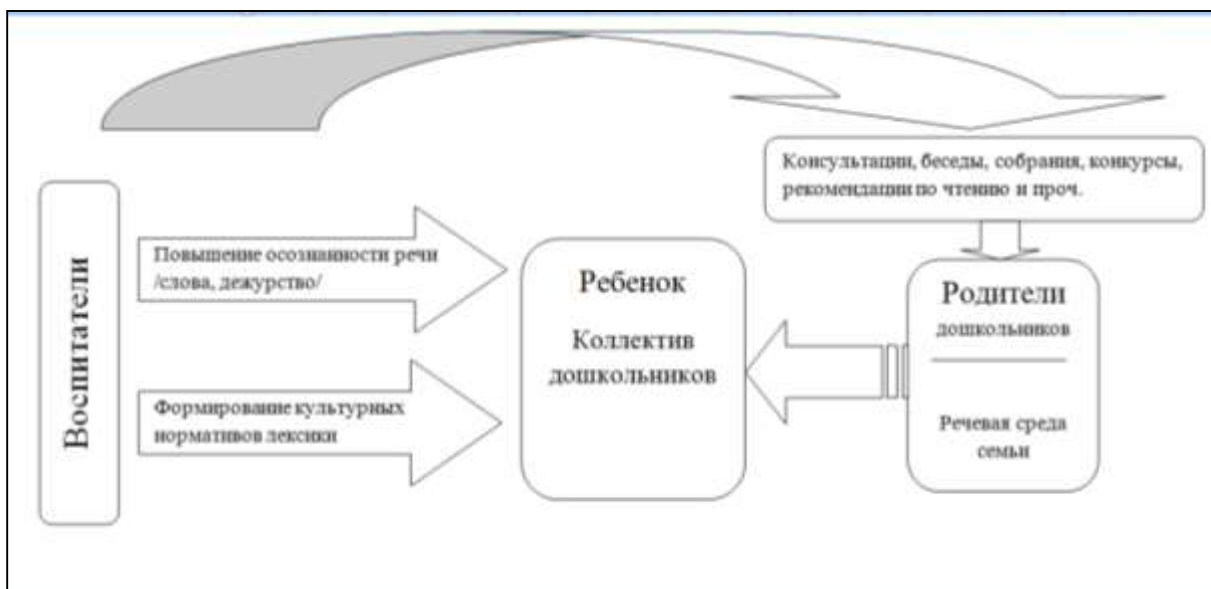 Воспитатели
Повышение осознанности речи
/слова, дежурство/
Формирование культурных
нормативов лексики
Ребенок
Коллектив
дошкольников
Консультации, беседы, собрания, конкурсы,
рекомендации по чтению и проч.
Родители
дошкольников
Речевая среда
семьи